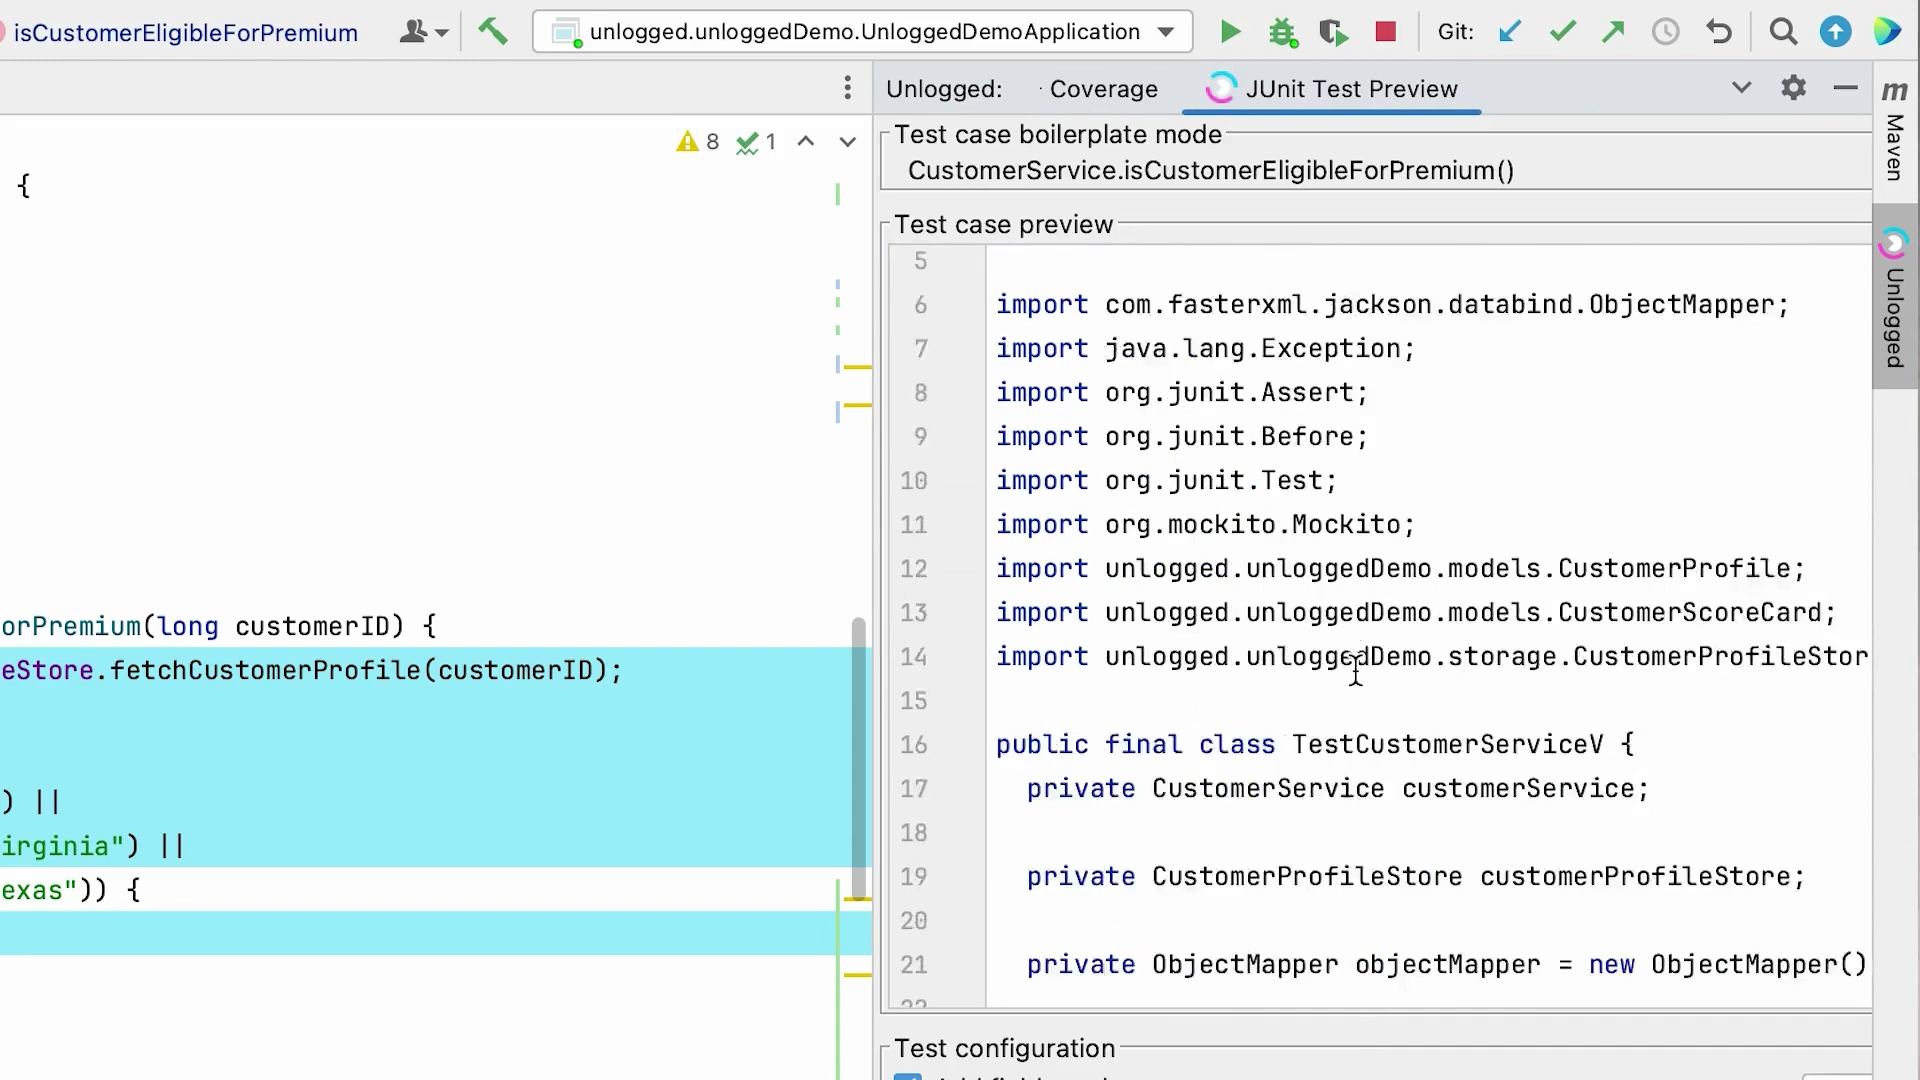 isCustomerEligibleForPremium
unlogged.unloggedDemo.UnloggedDemoApplication
Git:
Unlogged:
Coverage
JUnit Test Preview
m
Maven
Unlogged
8
1
{
orPremium(long customerID) {
eStore.fetchCustomerProfile(customerID);
) ||
irginia") ||
exas")) {
Test case boilerplate mode
CustomerService.isCustomerEligibleForPremium()
Test case preview
5
6 import com.fasterxml.jackson.databind.ObjectMapper;
7 import java.lang.Exception;
8 import org.junit.Assert;
9 import org.junit.Before;
10 import org.junit.Test;
11 import org.mockito.Mockito;
12 import unlogged.unloggedDemo.models.CustomerProfile;
13 import unlogged.unloggedDemo.models.CustomerScoreCard;
14 import unlogged.unloggedDemo.storage.CustomerProfileStor
15
16 public final class TestCustomerServiceV {
17 private CustomerService customerService;
18
19 private CustomerProfileStore customerProfileStore;
20
21 private ObjectMapper objectMapper = new ObjectMapper()
Test configuration